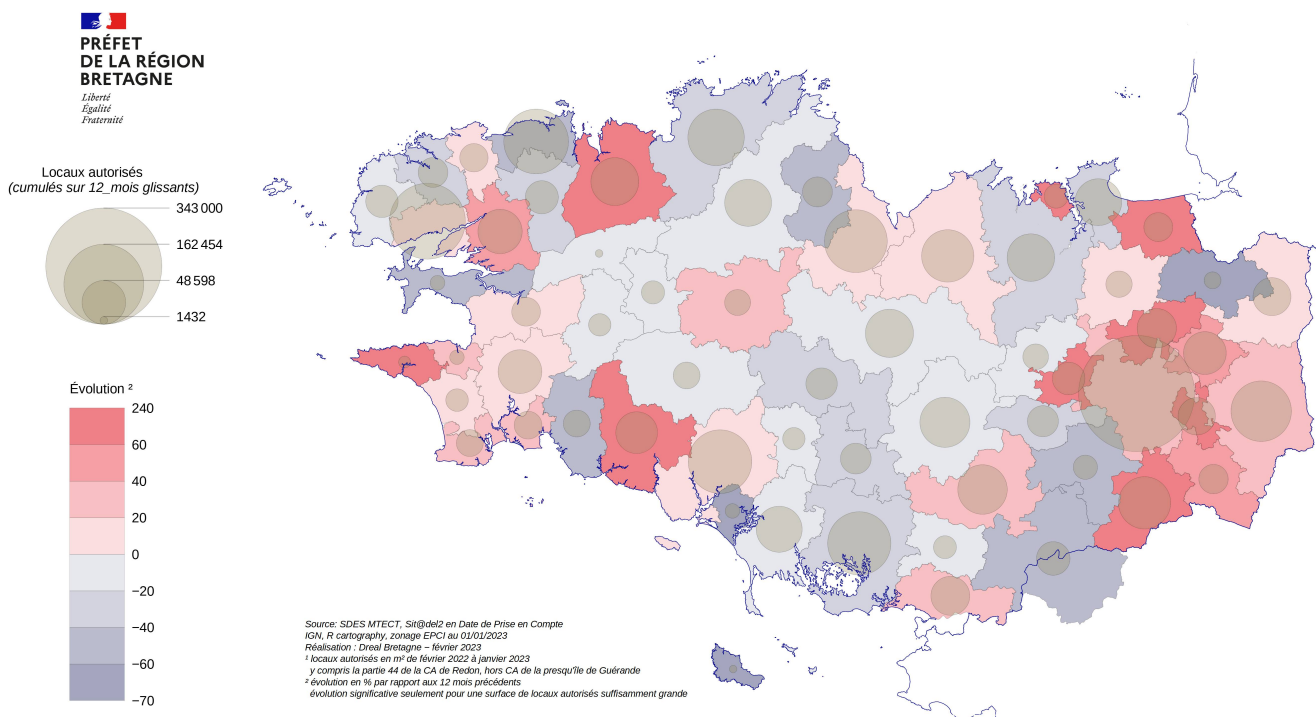 PRÉFET
DE LA RÉGION
BRETAGNE
Liberté
Égalité
Fraternité
Locaux autorisés
(cumulés sur 12_mois glissants)
343 000
162 454
48 598
1432
Évolution ²
240
60
40
20
0
−20
−40
−60
−70
Source: SDES MTECT, Sit@del2 en Date de Prise en Compte
IGN, R cartography, zonage EPCI au 01/01/2023
Réalisation : Dreal Bretagne − février 2023
¹ locaux autorisés en m² de février 2022 à janvier 2023
y compris la partie 44 de la CA de Redon, hors CA de la presqu'île de Guérande
² évolution en % par rapport aux 12 mois précédents
évolution significative seulement pour une surface de locaux autorisés suffisamment grande